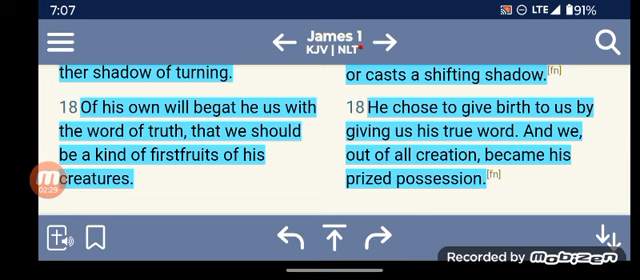 7:07
LTE 91%
James 1
KJV | NLT
ther shadow of turning.
18 Of his own will begat he us with
the word of truth, that we should
be a kind of firstfruits of his
creatures.
or casts a shifting shadow.[fn]
18 He chose to give birth to us by
giving us his true word. And we,
out of all creation, became his
prized possession.[fn]
02:29
Recorded by Mobizen